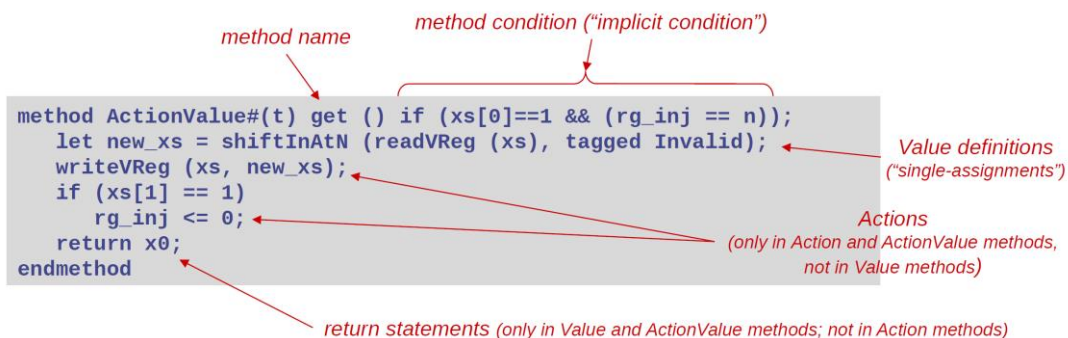 method condition (“implicit condition”)
method name
method ActionValue#(t) get () if (xs[0]==1 && (rg_inj == n));
let new_xs = shiftInAtN (readVReg (xs), tagged Invalid);
writeVReg (xs, new_xs);
if (xs[1] == 1)
rg_inj <= 0;
return x0;
endmethod
Value definitions
(“single-assignments”)
Actions
(only in Action and ActionValue methods,
not in Value methods)
return statements (only in Value and ActionValue methods; not in Action methods)